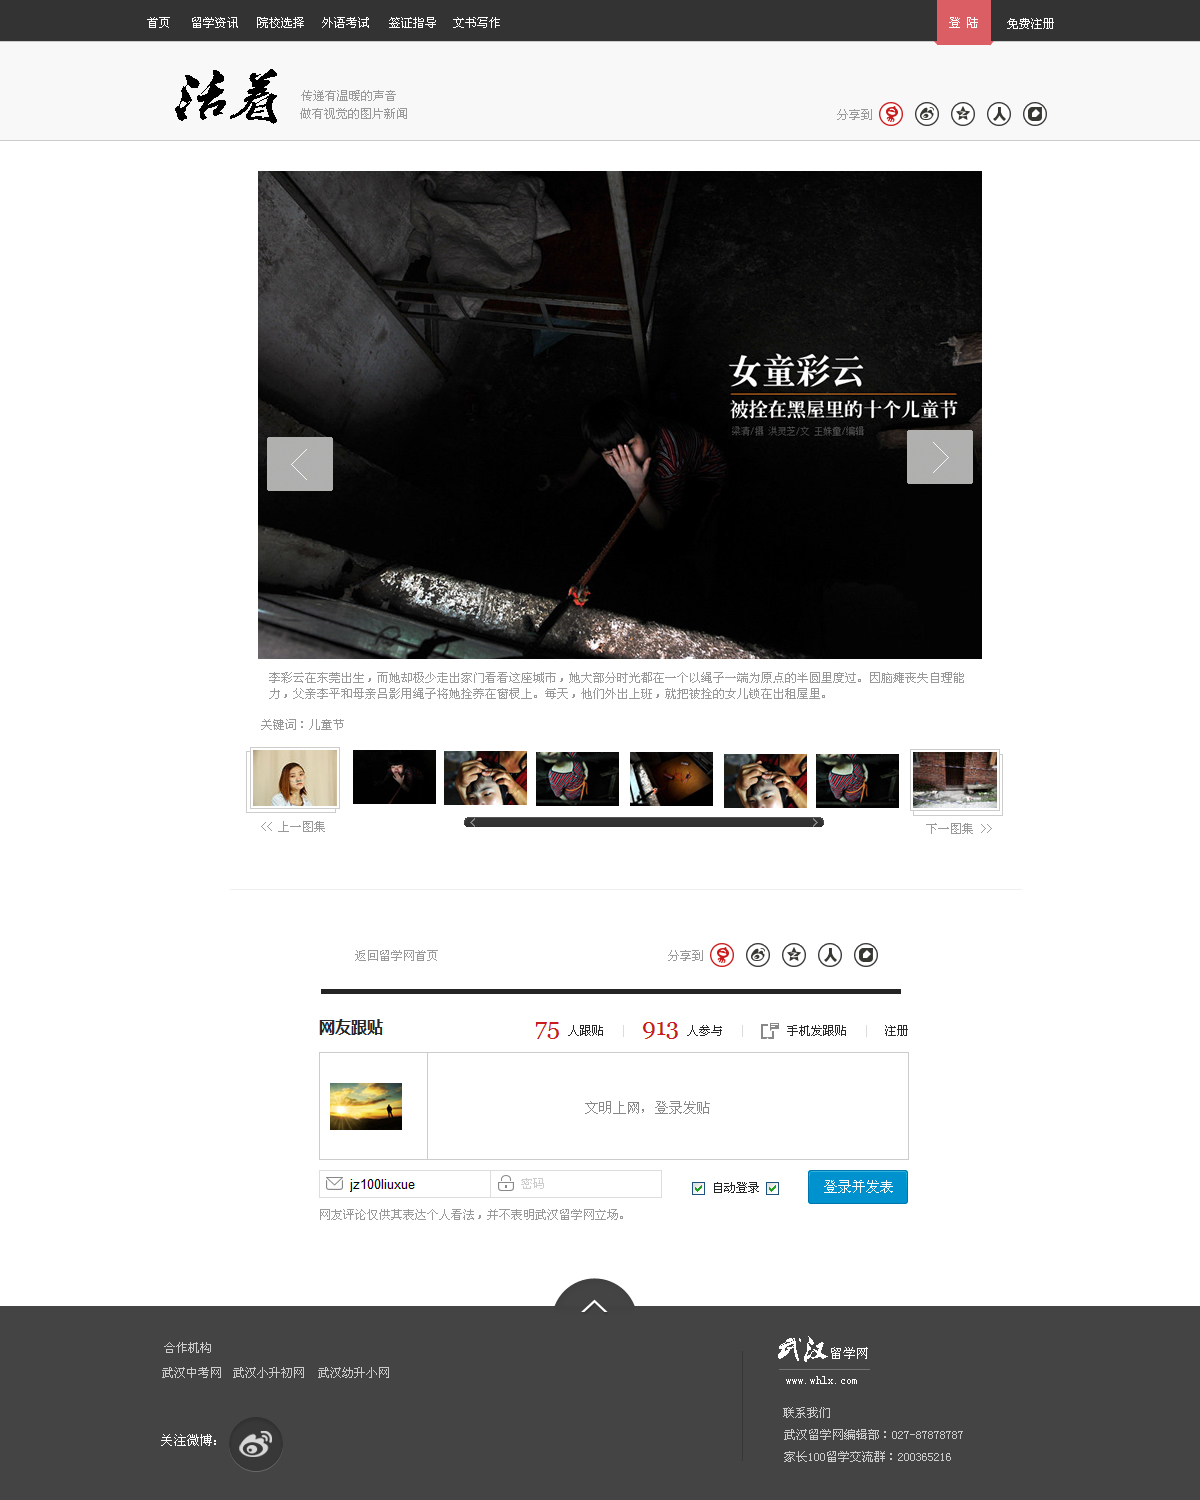 首页 留学资讯 院校选择 外语考试 签证指导 文书写作 登 陆 免费注册
活着
传递有温暖的声音
做有视觉的图片新闻
分享到
女童彩云
被拴在黑屋里的十个儿童节
梁清/摄 洪灵芝/文 王姝童/编辑
李彩云在东莞出生，而她却极少走出家门看看这座城市，她大部分时光都在一个以绳子一端为原点的半圆里度过。因脑瘫丧失自理能
力，父亲李平和母亲吕影用绳子将她拴养在窗棂上。每天，他们外出上班，就把被拴的女儿锁在出租屋里。
关键词：儿童节
上一图集
下一图集
返回留学网首页 分享到
网友跟贴 75 人跟贴 913 人参与 手机发跟贴 注册
文明上网，登录发贴
jz100liuxue 密码 自动登录 登录并发表
网友评论仅供其表达个人看法，并不表明武汉留学网立场。
合作机构
武汉中考网 武汉小升初网 武汉幼升小网
关注微博：
武汉留学网
www.whlx.com
联系我们
武汉留学网编辑部：027-87878787
家长100留学交流群：200365216